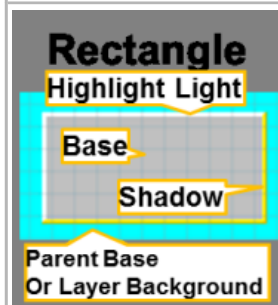 Rectangle
Highlight Light
Base
Shadow
Parent Base
Or Layer Background